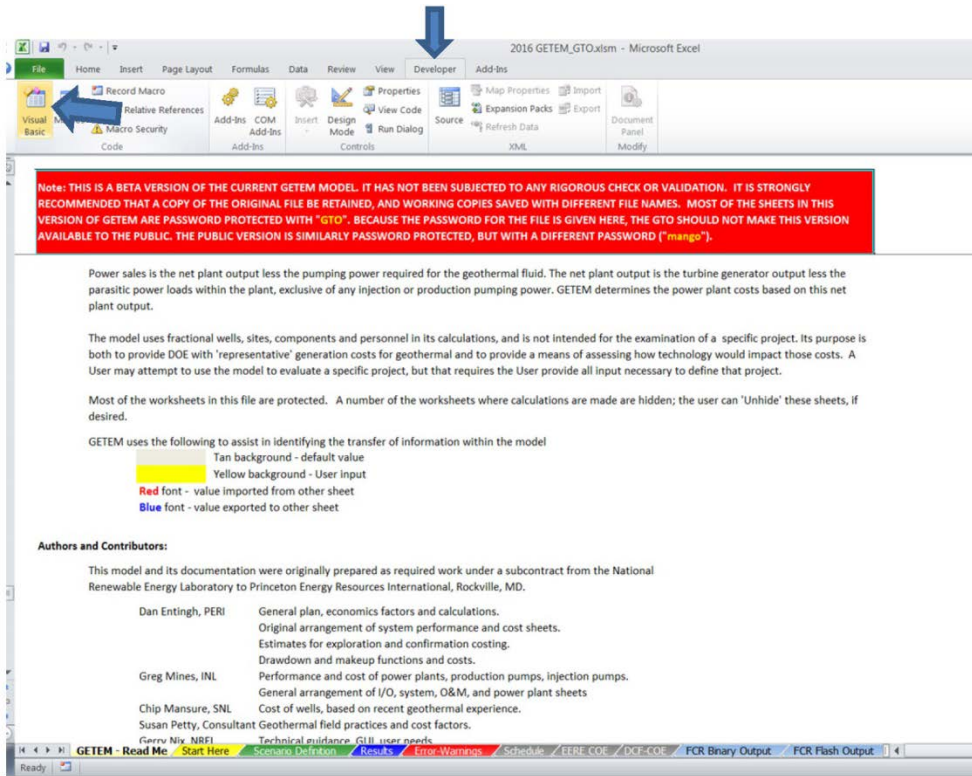 2016 GETEM_GTO.xlsm - Microsoft Excel
File Home Insert Page Layout Formulas Data Review View Developer Add-Ins
Visual Basic
Record Macro
Relative References
Macro Security
Code
Add-Ins
COM Add-Ins
Add-Ins
Insert
Design Mode
Properties
View Code
Run Dialog
Controls
Source
Map Properties
Expansion Packs
Refresh Data
Import
Export
XML
Document Panel
Modify
Note: THIS IS A BETA VERSION OF THE CURRENT GETEM MODEL. IT HAS NOT BEEN SUBJECTED TO ANY RIGOROUS CHECK OR VALIDATION. IT IS STRONGLY
RECOMMENDED THAT A COPY OF THE ORIGINAL FILE BE RETAINED, AND WORKING COPIES SAVED WITH DIFFERENT FILE NAMES. MOST OF THE SHEETS IN THIS
VERSION OF GETEM ARE PASSWORD PROTECTED WITH "GTO". BECAUSE THE PASSWORD FOR THE FILE IS GIVEN HERE, THE GTO SHOULD NOT MAKE THIS VERSION
AVAILABLE TO THE PUBLIC. THE PUBLIC VERSION IS SIMILARLY PASSWORD PROTECTED, BUT WITH A DIFFERENT PASSWORD ("mango").
Power sales is the net plant output less the pumping power required for the geothermal fluid. The net plant output is the turbine generator output less the
parasitic power loads within the plant, exclusive of any injection or production pumping power. GETEM determines the power plant costs based on this net
plant output.
The model uses fractional wells, sites, components and personnel in its calculations, and is not intended for the examination of a specific project. Its purpose is
both to provide DOE with 'representative' generation costs for geothermal and to provide a means of assessing how technology would impact those costs. A
User may attempt to use the model to evaluate a specific project, but that requires the User provide all input necessary to define that project.
Most of the worksheets in this file are protected. A number of the worksheets where calculations are made are hidden; the user can 'Unhide' these sheets, if
desired.
GETEM uses the following to assist in identifying the transfer of information within the model
Tan background - default value
Yellow background - User input
Red font - value imported from other sheet
Blue font - value exported to other sheet
Authors and Contributors:
This model and its documentation were originally prepared as required work under a subcontract from the National
Renewable Energy Laboratory to Princeton Energy Resources International, Rockville, MD.
Dan Entingh, PERI General plan, economics factors and calculations.
Original arrangement of system performance and cost sheets.
Estimates for exploration and confirmation costing.
Drawdown and makeup functions and costs.
Greg Mines, INL Performance and cost of power plants, production pumps, injection pumps.
General arrangement of I/O, system, O&M, and power plant sheets
Chip Mansure, SNL Cost of wells, based on recent geothermal experience.
Susan Petty, Consultant Geothermal field practices and cost factors.
Gerry Nix, NREL Technical guidance, GUI, user needs
GETEM - Read Me Start Here Scenario Definition Results Error-Warnings Schedule EERE COE DCF-COE FCR Binary Output FCR Flash Output
Ready